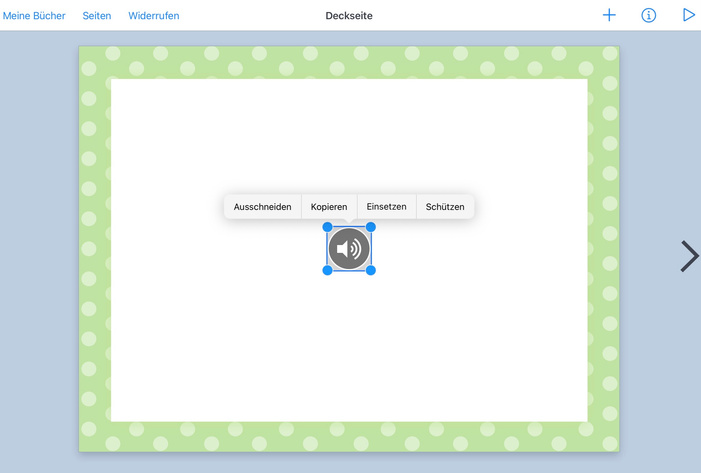 Meine Bücher Seiten Widerrufen Deckseite
Ausschneiden Kopieren Einsetzen Schützen